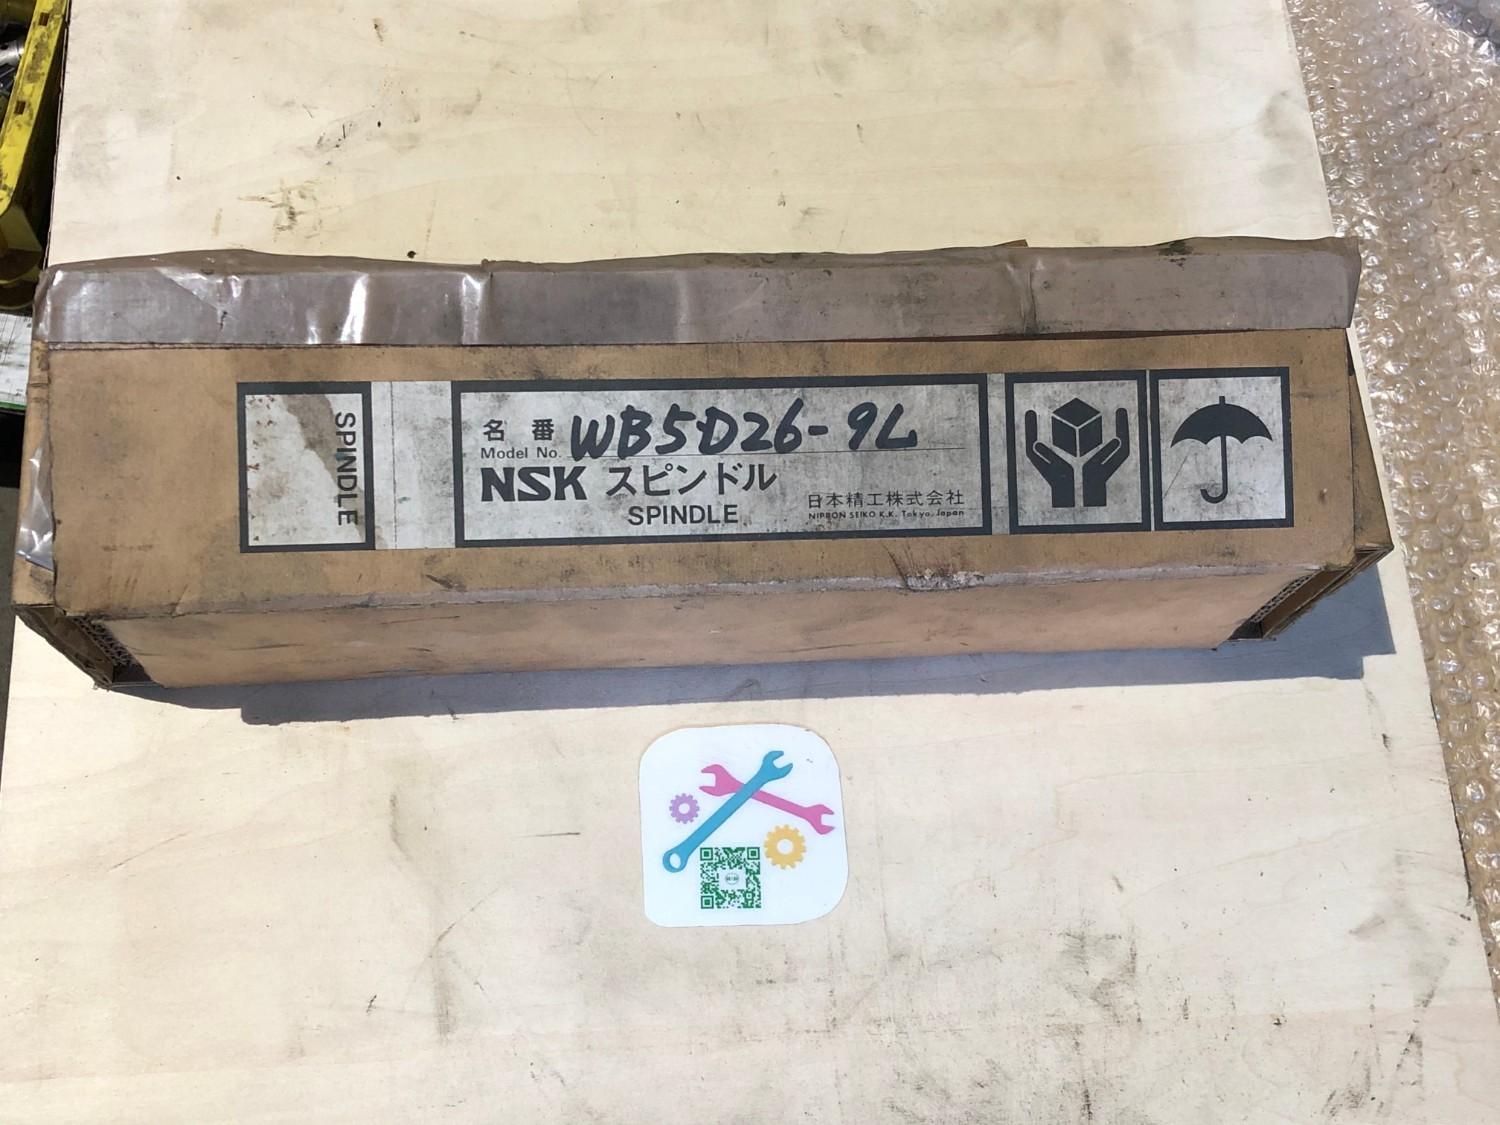 SPINDLE
名 番 WB5D26-9L
Model No.
NSK スピンドル
SPINDLE
日本精工株式会社
NIPPON SEIKO K.K. Tokyo, Japan